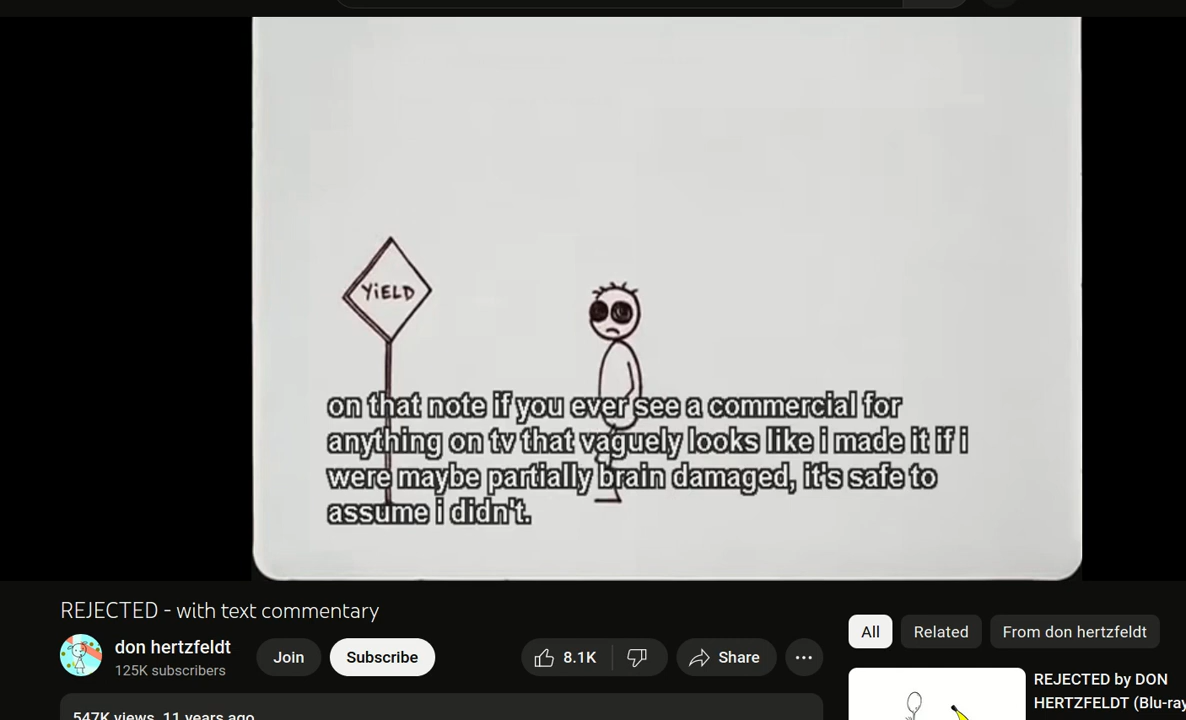 YiELD
on that note if you ever see a commercial for
anything on tv that vaguely looks like i made it if i
were maybe partially brain damaged, it's safe to
assume i didn't.
REJECTED - with text commentary
don hertzfeldt
125K subscribers
Join
Subscribe
8.1K
Share
547K views 11 years ago
All
Related
From don hertzfeldt
REJECTED by DON
HERTZFELDT (Blu-ray